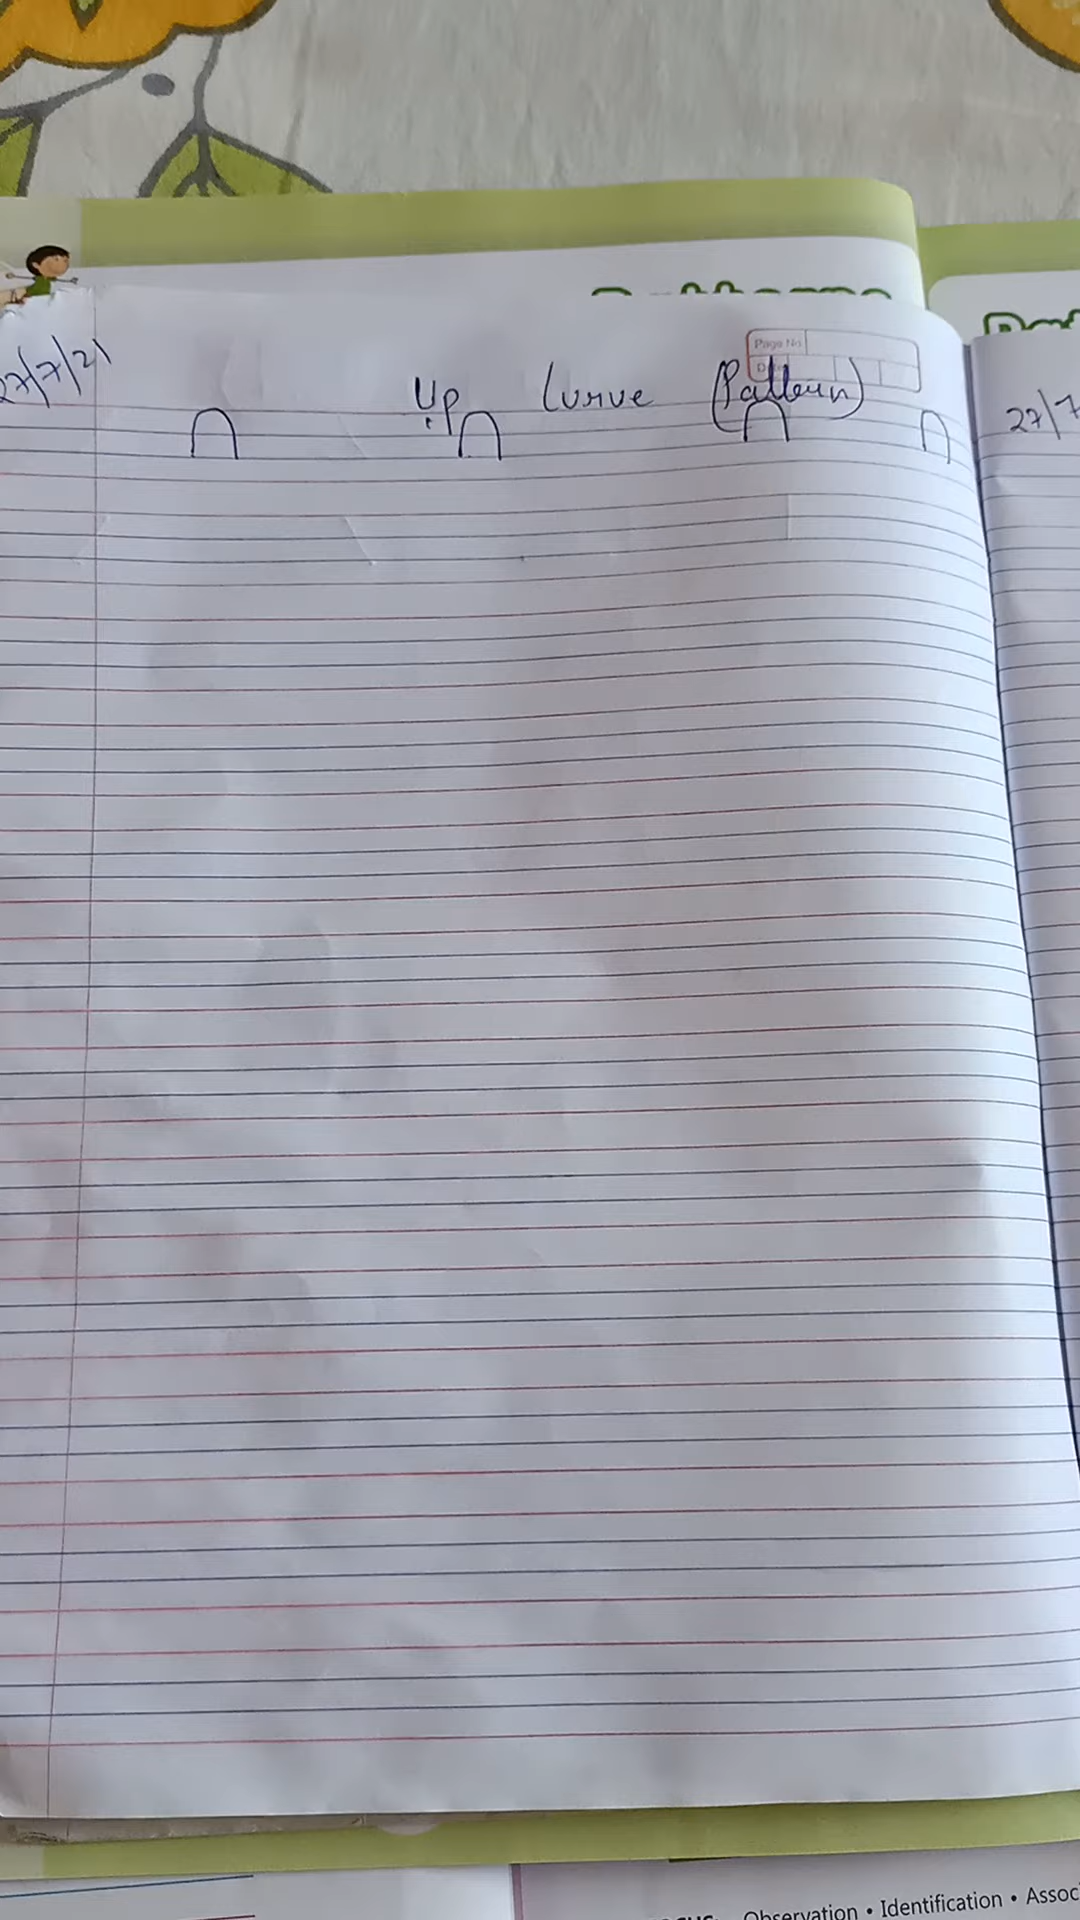 27/7/21
Up Curve (Pattern)
Page No
27/7
Observation • Identification • Assoc